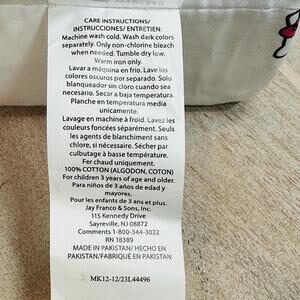 CARE INSTRUCTIONS/
INSTRUCCIONES/ ENTRETIEN:
Machine wash cold. Wash dark colors
separately. Only non-chlorine bleach
when needed. Tumble dry low.
Warm iron only.
Lavar a máquina en frío. Lave los
colores oscuros por separado. Solo
blanqueador sin cloro cuando sea
necesario. Secar a baja temperatura.
Planche en temperatura media
unicamente.
Lavage en machine à froid. Lavez les
couleurs foncées séparément. Seuls
les agents de blanchiment sans
chlore, si nécessaire. Sécher par
culbutage à basse température.
Fer chaud uniquement.
100% COTTON (ALGODON, COTON)
For children 3 years of age and older.
Para niños de 3 años de edad y
mayores.
Pour les enfants de 3 ans et plus.
Jay Franco & Sons, Inc.
115 Kennedy Drive
Sayreville, NJ 08872
Comments 1-800-344-3022
RN 18389
MADE IN PAKISTAN/ HECHO EN
PAKISTAN/FABRIQUÉ EN PAKISTAN
MK12-12/23L44496